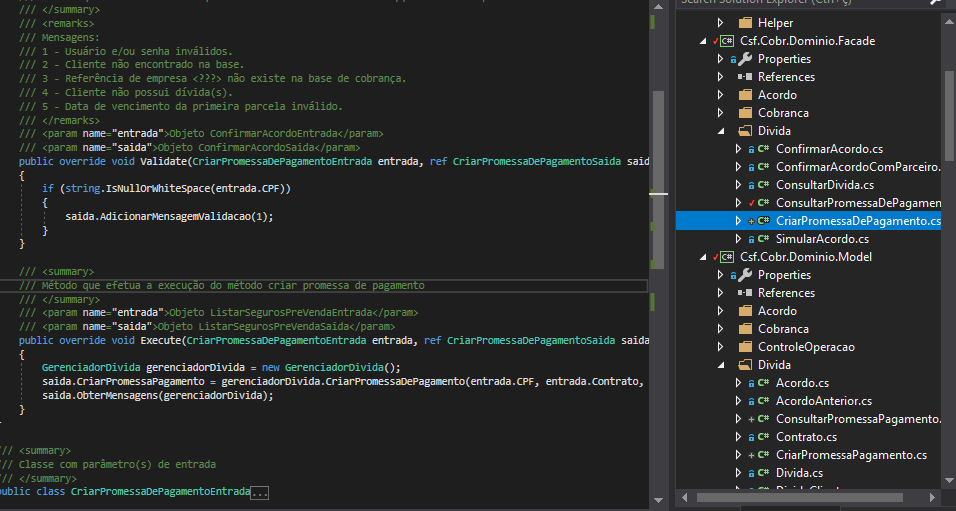 /// </summary>
/// <remarks>
/// Mensagens:
/// 1 - Usuário e/ou senha inválidos.
/// 2 - Cliente não encontrado na base.
/// 3 - Referência de empresa <???> não existe na base de cobrança.
/// 4 - Cliente não possui dívida(s).
/// 5 - Data de vencimento da primeira parcela inválido.
/// </remarks>
/// <param name="entrada">Objeto ConfirmarAcordoEntrada</param>
/// <param name="saida">Objeto ConfirmarAcordoSaida</param>
public override void Validate(CriarPromessaDePagamentoEntrada entrada, ref CriarPromessaDePagamentoSaida said
{
if (string.IsNullOrWhiteSpace(entrada.CPF))
{
saida.AdicionarMensagemValidacao(1);
}
}
/// <summary>
/// Método que efetua a execução do método criar promessa de pagamento
/// </summary>
/// <param name="entrada">Objeto ListarSegurosPreVendaEntrada</param>
/// <param name="saida">Objeto ListarSegurosPreVendaSaida</param>
public override void Execute(CriarPromessaDePagamentoEntrada entrada, ref CriarPromessaDePagamentoSaida saida
{
GerenciadorDivida gerenciadorDivida = new GerenciadorDivida();
saida.CriarPromessaPagamento = gerenciadorDivida.CriarPromessaDePagamento(entrada.CPF, entrada.Contrato,
saida.ObterMensagens(gerenciadorDivida);
}
}
/// <summary>
/// Classe com parâmetro(s) de entrada
/// </summary>
public class CriarPromessaDePagamentoEntrada...
Search Solution Explorer (Ctrl+ç)
Helper
C# Csf.Cobr.Dominio.Facade
Properties
References
Acordo
Cobranca
Divida
C# ConfirmarAcordo.cs
C# ConfirmarAcordoComParceiro.
C# ConsultarDivida.cs
C# ConsultarPromessaDePagamen
C# CriarPromessaDePagamento.cs
C# SimularAcordo.cs
C# Csf.Cobr.Dominio.Model
Properties
References
Acordo
Cobranca
ControleOperacao
Divida
C# Acordo.cs
C# AcordoAnterior.cs
C# ConsultarPromessaPagamento.
C# Contrato.cs
C# CriarPromessaPagamento.cs
C# Divida.cs